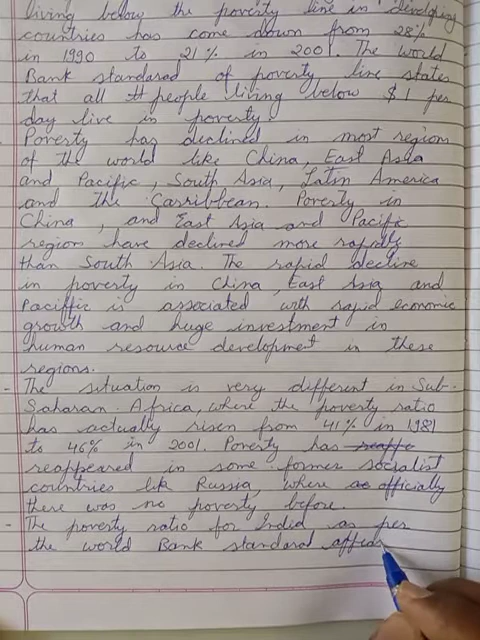 living below the poverty line in developing
countries has come down from 28%
in 1990 to 21% in 2001. The world
Bank standarad of poverty line states
that all people living below $1 per
day live in poverty.
Poverty has declined in most regions
of the world like China, East Asia
and Pacific, South Asia, Latin America
and the Carribbean. Poverty in
China, and East Asia and Pacific
region have declined more rapidly
than South Asia. The rapid decline
in poverty in China, East Asia and
Paciffic is associated with rapid economic
growth and huge investment in
human resource development in these
regions.
- The situation is very different in Sub-
Saharan Africa, where the poverty ratio
has actually risen from 41% in 1981
to 46% in 2001. Poverty has
reappeared in some former socialist
countries like Russia, where officially
there was no poverty before.
- The poverty ratio for India as per
the world Bank standarad appear